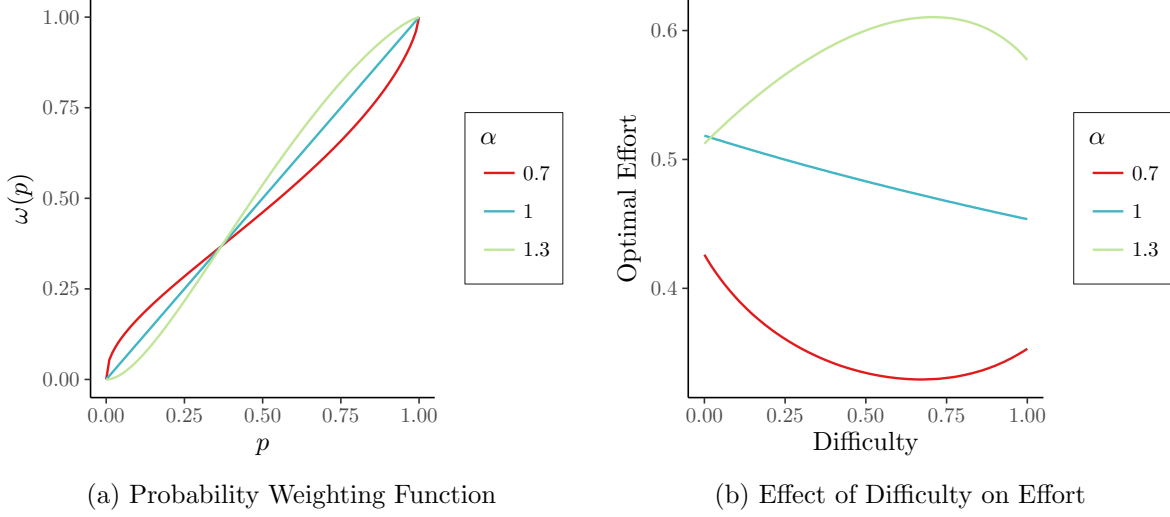 1.00
0.75
0.50
0.25
0.00
ω(p)
0.00 0.25 0.50 0.75 1.00
p
α
0.7
1
1.3
(a) Probability Weighting Function
0.6
0.5
0.4
Optimal Effort
0.00 0.25 0.50 0.75 1.00
Difficulty
α
0.7
1
1.3
(b) Effect of Difficulty on Effort